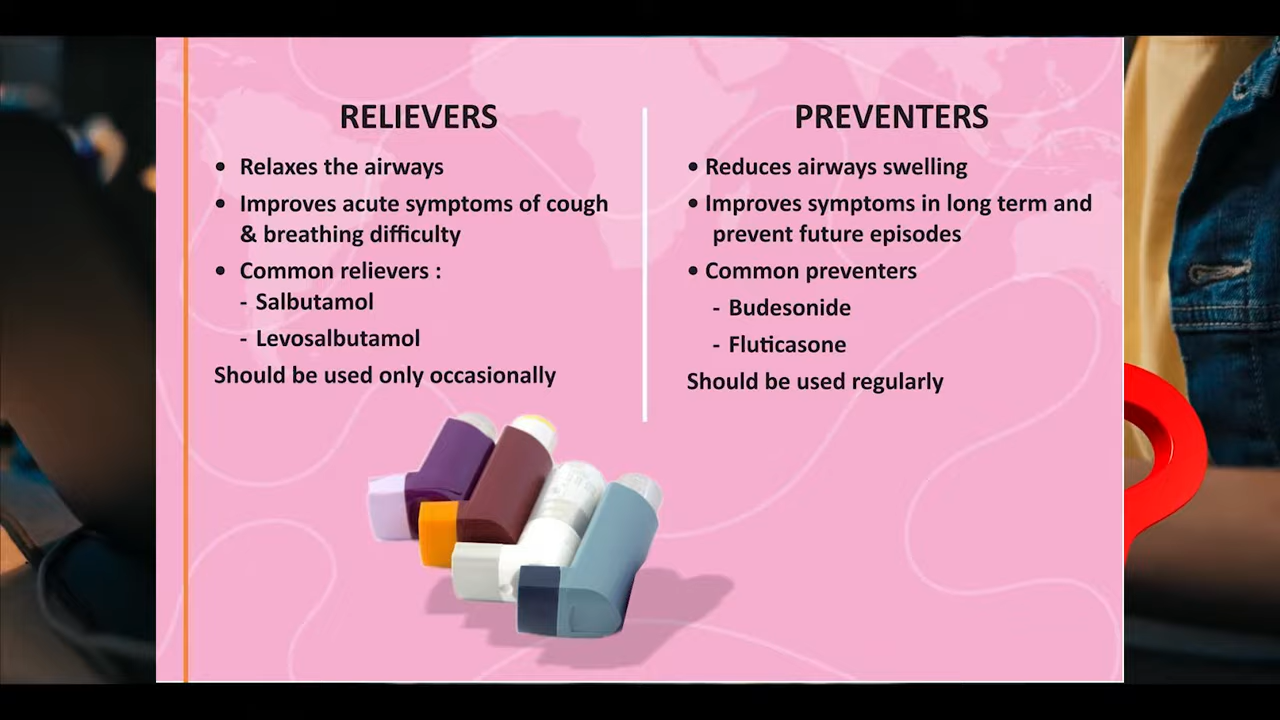 RELIEVERS
• Relaxes the airways
• Improves acute symptoms of cough
& breathing difficulty
• Common relievers :
- Salbutamol
- Levosalbutamol
Should be used only occasionally
PREVENTERS
• Reduces airways swelling
• Improves symptoms in long term and
prevent future episodes
• Common preventers
- Budesonide
- Fluticasone
Should be used regularly